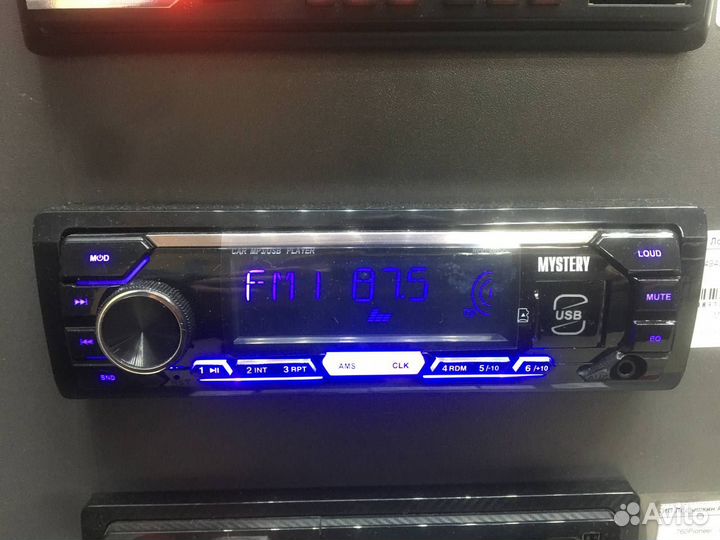 CAR MP3/USB PLAYER
MOD
FM1 87.5
MYSTERY
USB
LOUD
MUTE
EQ
BND
1
2 INT
3 RPT
AMS
CLK
4 RDM
5/-10
6/+10
Avito